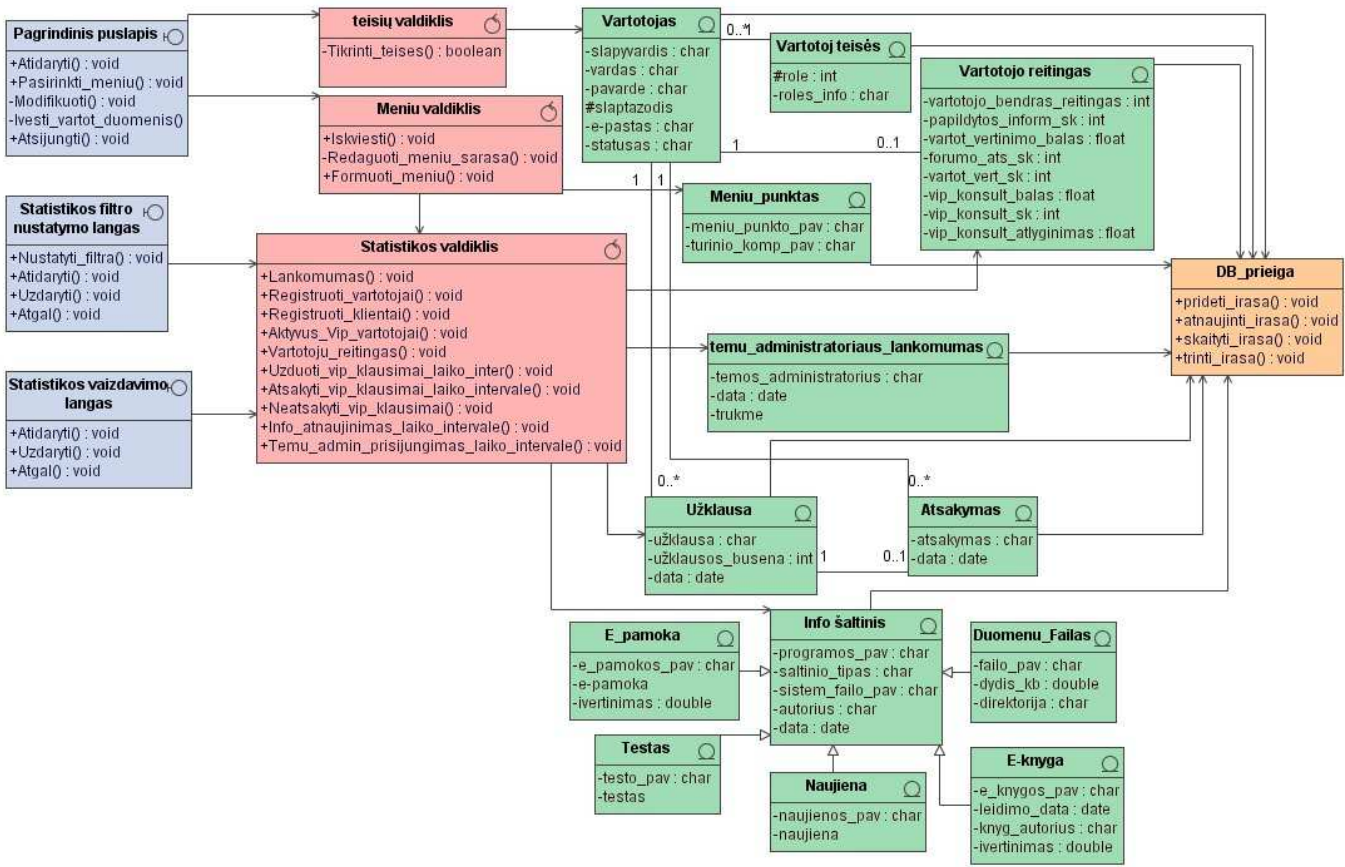 Pagrindinis puslapis
+Atidaryti() : void
+Pasirinkti_meniu() : void
-Modifikuoti() : void
-Ivesti_vartot_duomenis()
+Atsijungti() : void
teisių valdiklis
-Tikrinti_teises() : boolean
Meniu valdiklis
+Iskviesti() : void
-Redaguoti_meniu_sarasa() : void
+Formuoti_meniu() : void
Vartotojas
-slapyvardis : char
-vardas : char
-pavarde : char
#slaptazodis
-e-pastas : char
-statusas : char
0..*1
Vartotoj teisės
#role : int
-roles_info : char
Vartotojo reitingas
-vartotojo_bendras_reitingas : int
-papildytos_inform_sk : int
-vartot_vertinimo_balas : float
-forumo_ats_sk : int
-vartot_vert_sk : int
-vip_konsult_balas : float
-vip_konsult_sk : int
-vip_konsult_atlyginimas : float
1
0..1
1
1
Meniu_punktas
-meniu_punkto_pav : char
-turinio_komp_pav : char
Statistikos filtro
nustatymo langas
+Nustatyti_filtra() : void
+Atidaryti() : void
+Uzdaryti() : void
+Atgal() : void
Statistikos valdiklis
+Lankomumas() : void
+Registruoti_vartotojai() : void
+Registruoti_klientai() : void
+Aktyvus_Vip_vartotojai() : void
+Vartotoju_reitingas() : void
+Uzduoti_vip_klausimai_laiko_inter() : void
+Atsakyti_vip_klausimai_laiko_intervale() : void
+Neatsakyti_vip_klausimai() : void
+Info_atnaujinimas_laiko_intervale() : void
+Temu_admin_prisijungimas_laiko_intervale() : void
DB_prieiga
+prideti_irasa() : void
+atnaujinti_irasa() : void
+skaityti_irasa() : void
+trinti_irasa() : void
temu_administratoriaus_lankomumas
-temos_administratorius : char
-data : date
-trukme
Statistikos vaizdavimo
langas
+Atidaryti() : void
+Uzdaryti() : void
+Atgal() : void
0..*
0..*
Užklausa
-užklausa : char
-užklausos_busena : int
-data : date
1
0..1
Atsakymas
-atsakymas : char
-data : date
Info šaltinis
-programos_pav : char
-saltinio_tipas : char
-sistem_failo_pav : char
-autorius : char
-data : date
E_pamoka
-e_pamokos_pav : char
-e-pamoka
-ivertinimas : double
Duomenu_Failas
-failo_pav : char
-dydis_kb : double
-direktorija : char
Testas
-testo_pav : char
-testas
Naujiena
-naujienos_pav : char
-naujiena
E-knyga
-e_knygos_pav : char
-leidimo_data : date
-knyg_autorius : char
-ivertinimas : double